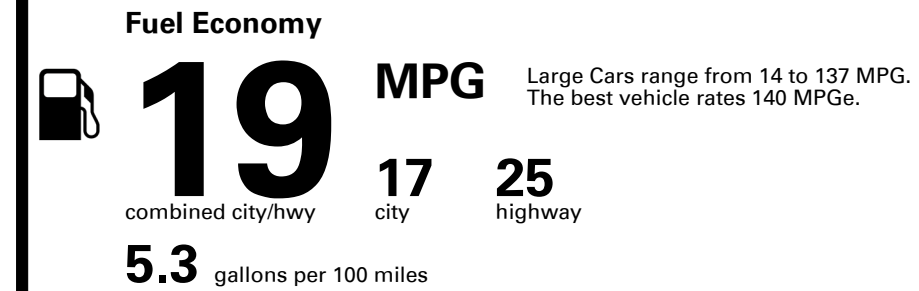 Fuel Economy
19 MPG
Large Cars range from 14 to 137 MPG.
The best vehicle rates 140 MPGe.
combined city/hwy
17
city
25
highway
5.3 gallons per 100 miles